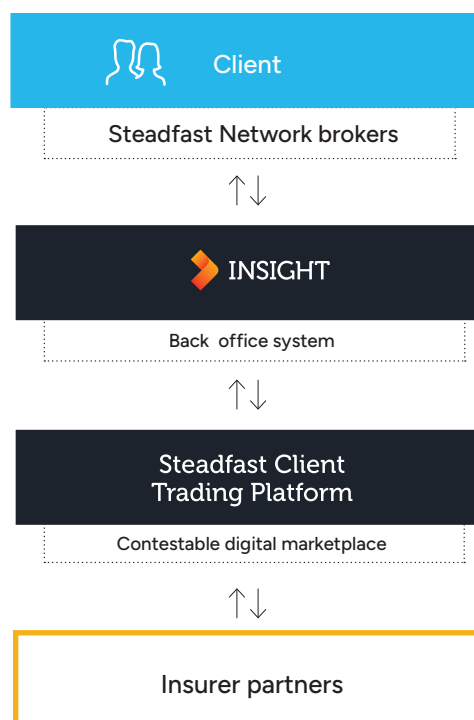 Client
Steadfast Network brokers
INSIGHT
Back office system
Steadfast Client
Trading Platform
Contestable digital marketplace
Insurer partners